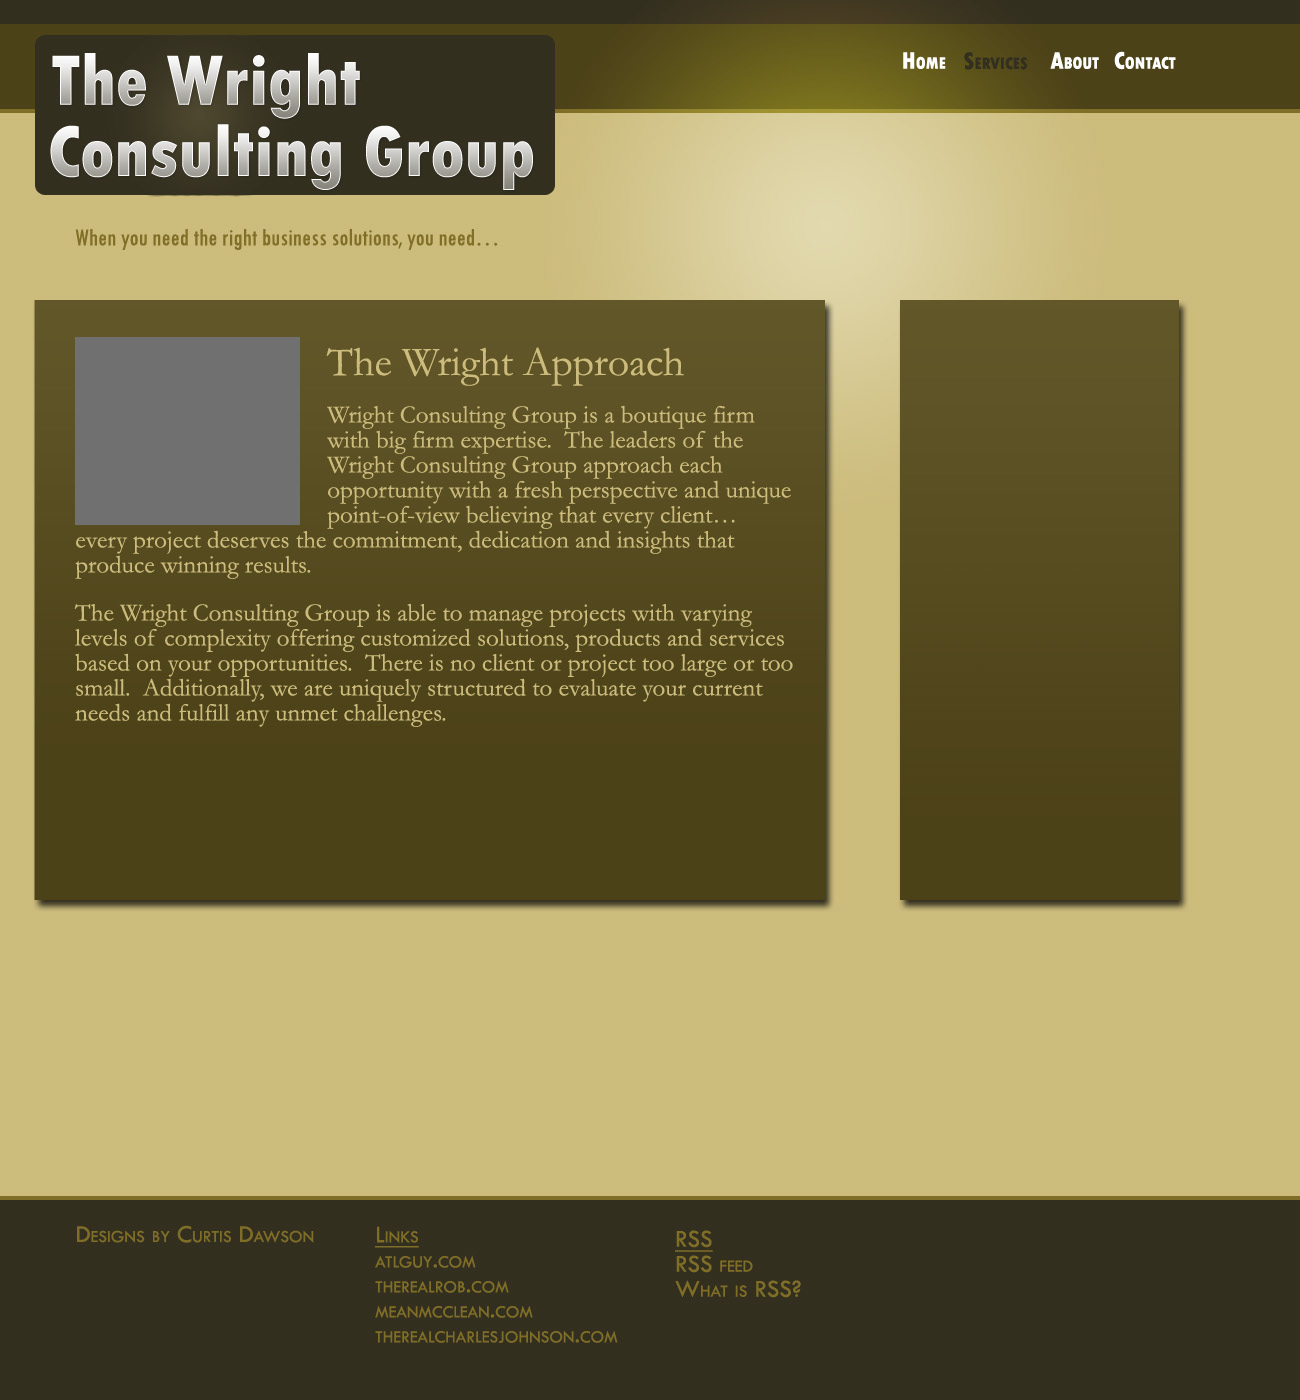 The Wright
Consulting Group
Home Services About Contact
When you need the right business solutions, you need…
The Wright Approach
Wright Consulting Group is a boutique firm
with big firm expertise.  The leaders of the
Wright Consulting Group approach each
opportunity with a fresh perspective and unique
point-of-view believing that every client…
every project deserves the commitment, dedication and insights that
produce winning results.
The Wright Consulting Group is able to manage projects with varying
levels of complexity offering customized solutions, products and services
based on your opportunities.  There is no client or project too large or too
small.  Additionally, we are uniquely structured to evaluate your current
needs and fulfill any unmet challenges.
Designs by Curtis Dawson
Links
atlguy.com
therealrob.com
meanmcclean.com
therealcharlesjohnson.com
RSS
RSS feed
What is RSS?